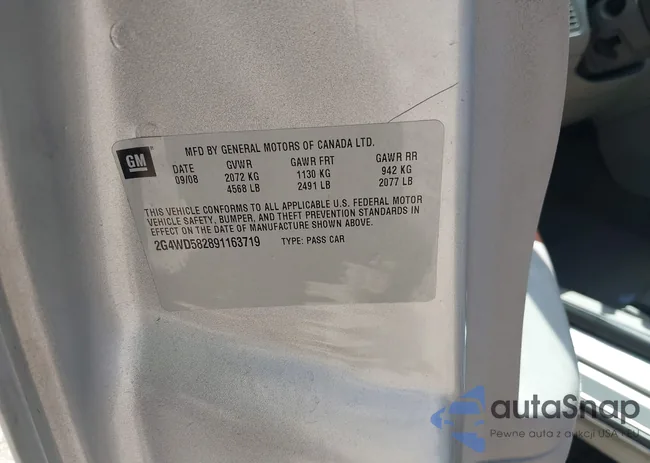 MFD BY GENERAL MOTORS OF CANADA LTD.
GM
DATE GVWR GAWR FRT GAWR RR
09/08 2072 KG 1130 KG 942 KG
4568 LB 2491 LB 2077 LB
THIS VEHICLE CONFORMS TO ALL APPLICABLE U.S. FEDERAL MOTOR
VEHICLE SAFETY, BUMPER, AND THEFT PREVENTION STANDARDS IN
EFFECT ON THE DATE OF MANUFACTURE SHOWN ABOVE.
2G4WD582891163719 TYPE: PASS CAR
autaSnap
Pewne auta z aukcji USA i EU